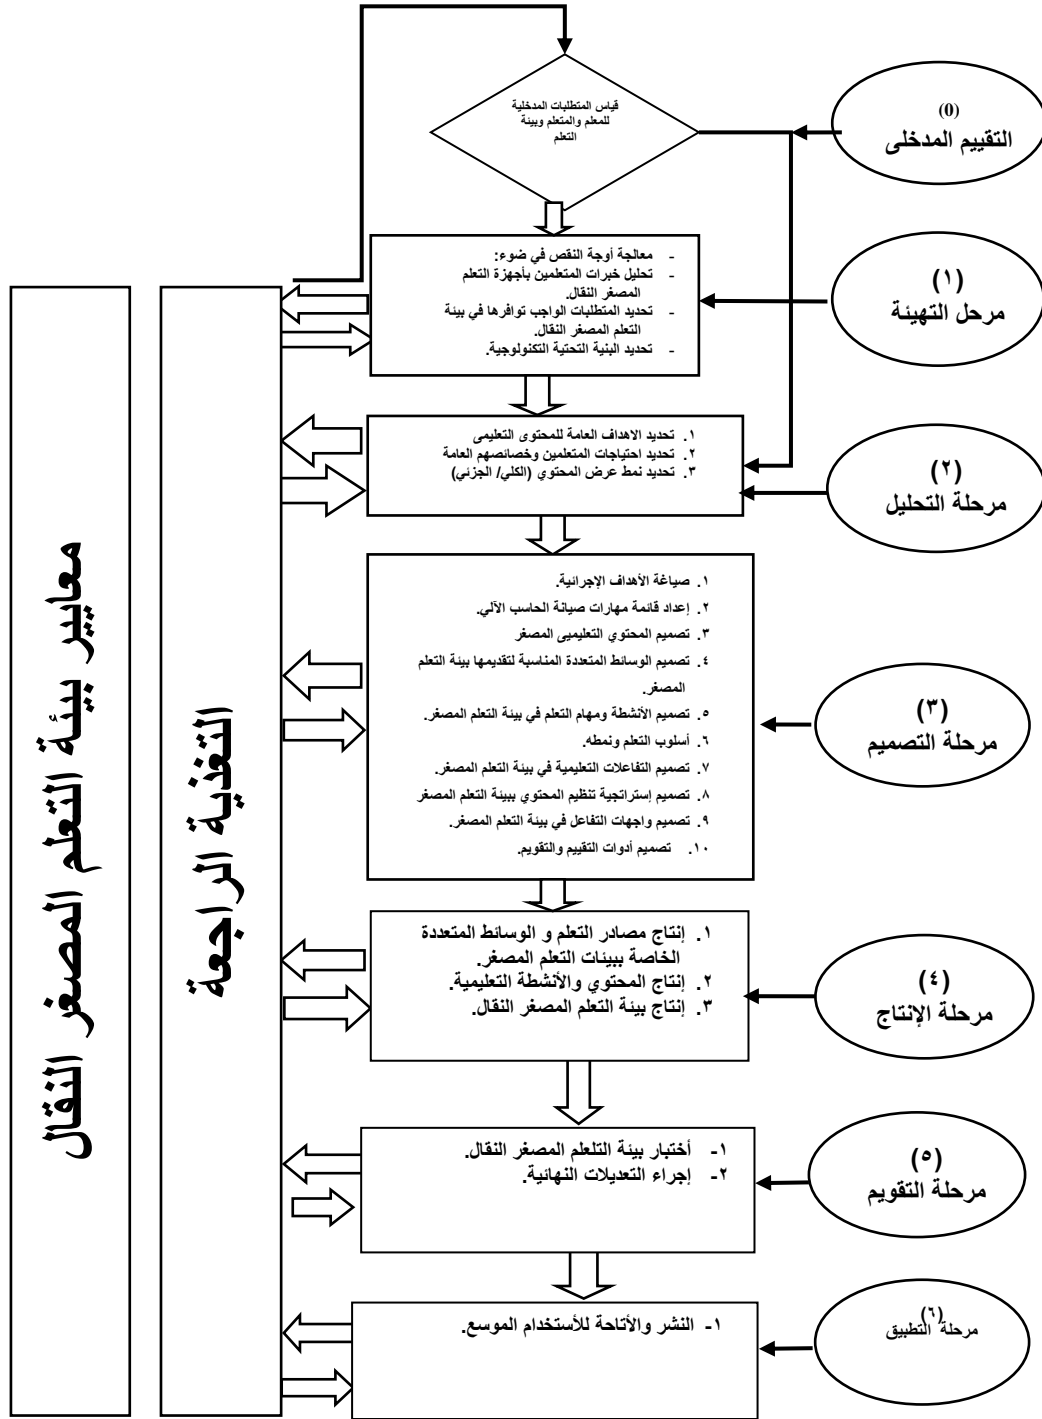 (0)
التقييم المدخلى
قياس المتطلبات المدخلية
للمعلم والمتعلم وبيئة
التعلم
(١)
مرحل التهيئة
- معالجة أوجة النقص في ضوء:
- تحليل خبرات المتعلمين بأجهزة التعلم
المصغر النقال.
- تحديد المتطلبات الواجب توافرها في بيئة
التعلم المصغر النقال.
- تحديد البنية التحتية التكنولوجية.
(٢)
مرحلة التحليل
١. تحديد الاهداف العامة للمحتوى التعليمى
٢. تحديد احتياجات المتعلمين وخصائصهم العامة
٣. تحديد نمط عرض المحتوي (الكلي/ الجزئي)
(٣)
مرحلة التصميم
١. صياغة الأهداف الإجرائية.
٢. إعداد قائمة مهارات صيانة الحاسب الآلي.
٣. تصميم المحتوي التعليميى المصغر
٤. تصميم الوسائط المتعددة المناسبة لتقديمها بيئة التعلم
المصغر.
٥. تصميم الأنشطة ومهام التعلم في بيئة التعلم المصغر.
٦. أسلوب التعلم ونمطه.
٧. تصميم التفاعلات التعليمية في بيئة التعلم المصغر.
٨. تصميم إستراتجية تنظيم المحتوي ببيئة التعلم المصغر
٩. تصميم واجهات التفاعل في بيئة التعلم المصغر.
١٠. تصميم أدوات التقييم والتقويم.
(٤)
مرحلة الإنتاج
١. إنتاج مصادر التعلم و الوسائط المتعددة
الخاصة ببيئات التعلم المصغر.
٢. إنتاج المحتوي والأنشطة التعليمية.
٣. إنتاج بيئة التعلم المصغر النقال.
(٥)
مرحلة التقويم
١- أختبار بيئة التلعلم المصغر النقال.
٢- إجراء التعديلات النهائية.
(٦)
مرحلة التطبيق
١- النشر والأتاحة للأستخدام الموسع.
التغذية الراجعة
معايير بيئة التعلم المصغر النقال